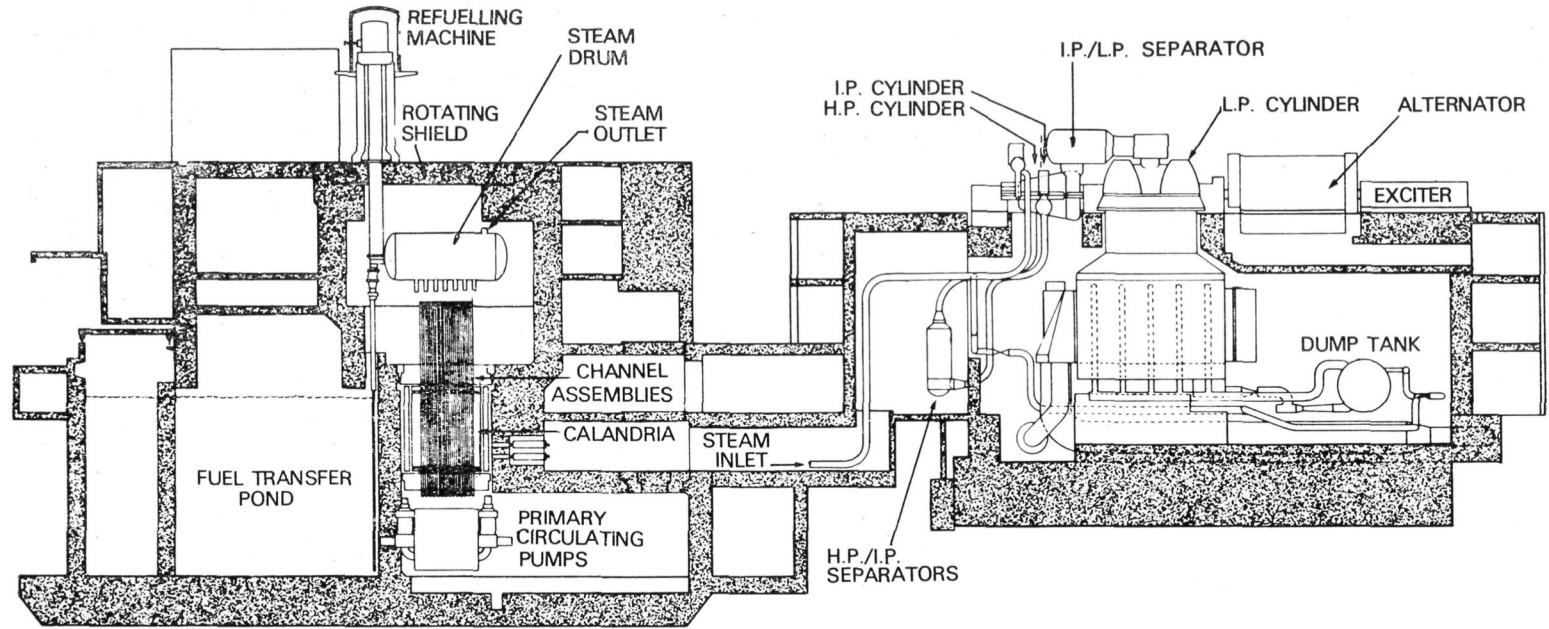 REFUELLING
MACHINE
STEAM
DRUM
ROTATING
SHIELD
STEAM
OUTLET
I.P./L.P. SEPARATOR
I.P. CYLINDER
H.P. CYLINDER
L.P. CYLINDER
ALTERNATOR
EXCITER
DUMP TANK
CHANNEL
ASSEMBLIES
CALANDRIA
STEAM
INLET
FUEL TRANSFER
POND
PRIMARY
CIRCULATING
PUMPS
H.P./I.P.
SEPARATORS